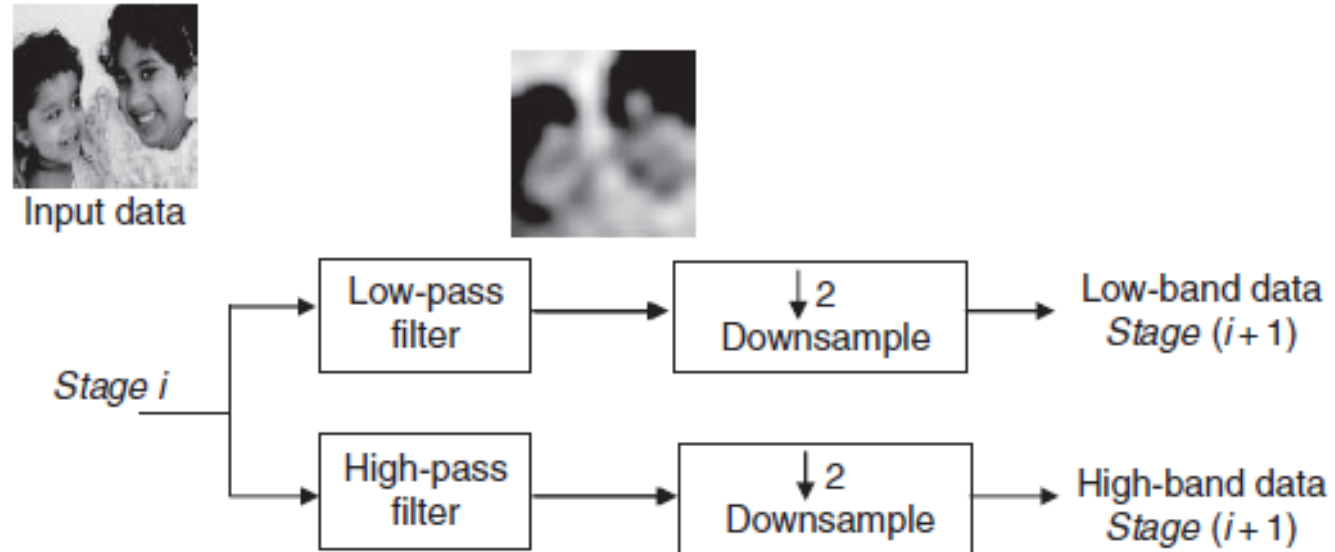 Input data
Low-pass
filter
↓2
Downsample
Low-band data
Stage (i + 1)
Stage i
High-pass
filter
↓2
Downsample
High-band data
Stage (i + 1)